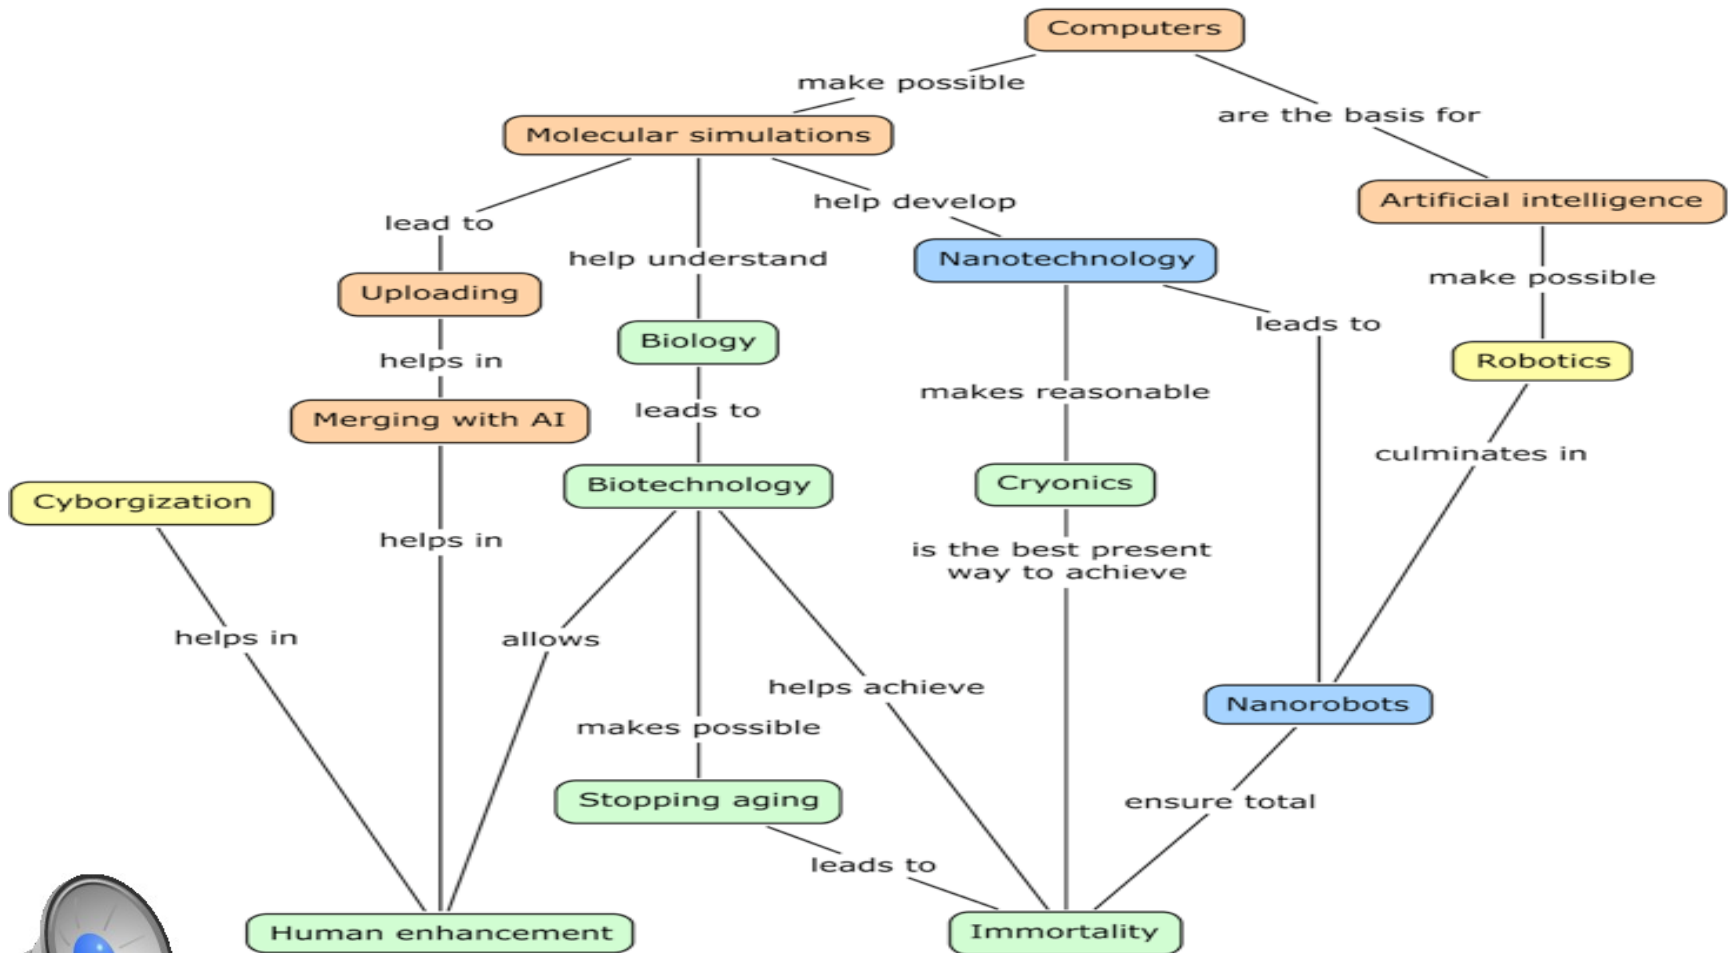 Computers
make possible
are the basis for
Molecular simulations
Artificial intelligence
help develop
lead to
help understand
Nanotechnology
make possible
Uploading
leads to
Biology
Robotics
helps in
makes reasonable
leads to
Merging with AI
culminates in
Cryonics
Biotechnology
Cyborgization
helps in
is the best present
way to achieve
helps in
allows
helps achieve
Nanorobots
makes possible
Stopping aging
ensure total
leads to
Human enhancement
Immortality